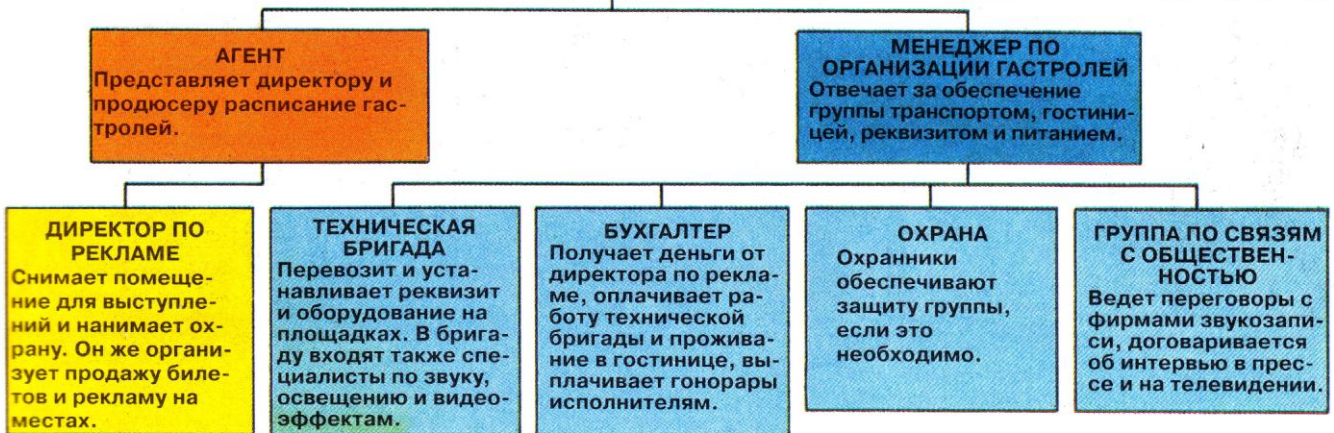 АГЕНТ
Представляет директору и
продюсеру расписание гас-
тролей.
МЕНЕДЖЕР ПО
ОРГАНИЗАЦИИ ГАСТРОЛЕЙ
Отвечает за обеспечение
группы транспортом, гостини-
цей, реквизитом и питанием.
ДИРЕКТОР ПО
РЕКЛАМЕ
Снимает помеще-
ние для выступле-
ний и нанимает ох-
рану. Он же органи-
зует продажу биле-
тов и рекламу на
местах.
ТЕХНИЧЕСКАЯ
БРИГАДА
Перевозит и уста-
навливает реквизит
и оборудование на
площадках. В брига-
ду входят также спе-
циалисты по звуку,
освещению и видео-
эффектам.
БУХГАЛТЕР
Получает деньги от
директора по рекла-
ме, оплачивает ра-
боту технической
бригады и прожива-
ние в гостинице, вы-
плачивает гонорары
исполнителям.
ОХРАНА
Охранники
обеспечивают
защиту группы,
если это
необходимо.
ГРУППА ПО СВЯЗЯМ
С ОБЩЕСТВЕН-
НОСТЬЮ
Ведет переговоры с
фирмами звукозапи-
си, договаривается
об интервью в прес-
се и на телевидении.